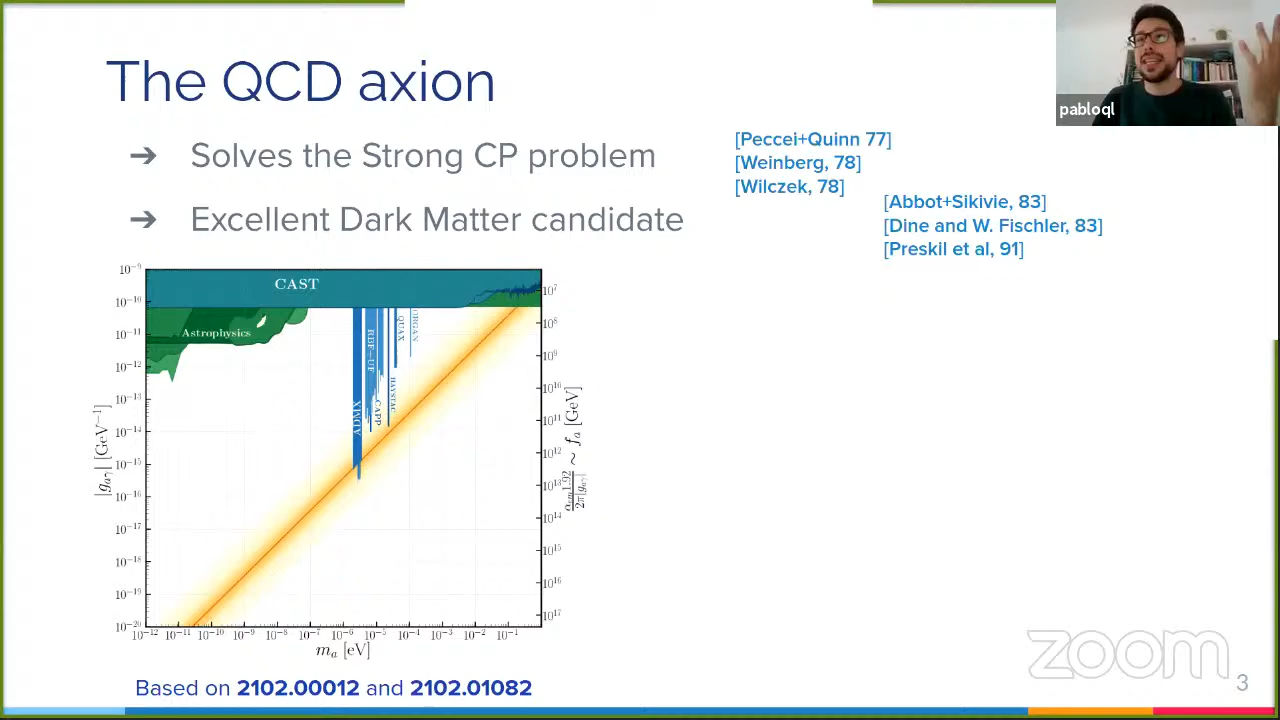 The QCD axion
pabloql
➔ Solves the Strong CP problem
[Peccei+Quinn 77]
[Weinberg, 78]
[Wilczek, 78]
➔ Excellent Dark Matter candidate
[Abbot+Sikivie, 83]
[Dine and W. Fischler, 83]
[Preskil et al, 91]
CAST
Astrophysics
ADMX
RBF+UF
CAPP
HAYSTAC
QUAX
ORGAN
|g_{aγ}| [GeV⁻¹]
10⁻⁹
10⁻¹⁰
10⁻¹¹
10⁻¹²
10⁻¹³
10⁻¹⁴
10⁻¹⁵
10⁻¹⁶
10⁻¹⁷
10⁻¹⁸
10⁻¹⁹
10⁻²⁰
10⁷
10⁸
10⁹
10¹⁰
10¹¹
10¹²
10¹³
10¹⁴
10¹⁵
10¹⁶
10¹⁷
~ f_a [GeV]
10⁻¹² 10⁻¹¹ 10⁻¹⁰ 10⁻⁹ 10⁻⁸ 10⁻⁷ 10⁻⁶ 10⁻⁵ 10⁻⁴ 10⁻³ 10⁻² 10⁻¹
m_a [eV]
Based on 2102.00012 and 2102.01082
zoom
3